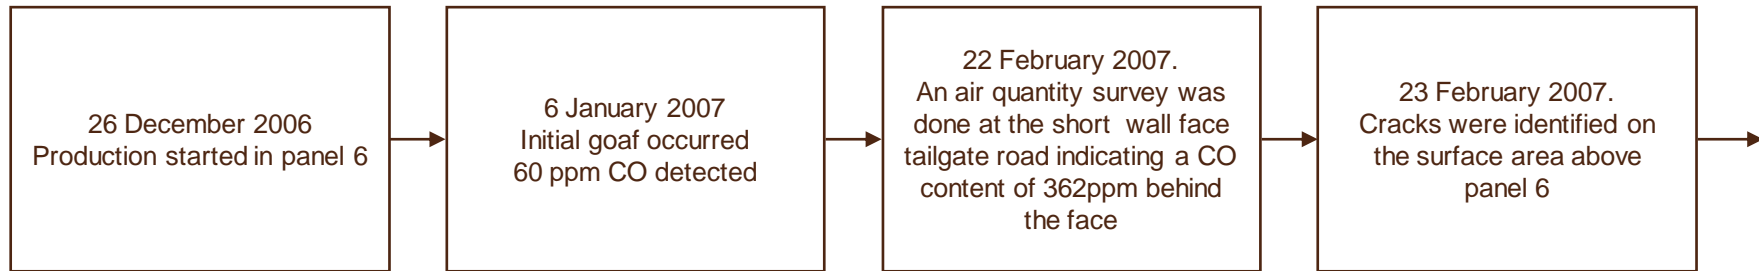 26 December 2006
Production started in panel 6
6 January 2007
Initial goaf occurred
60 ppm CO detected
22 February 2007.
An air quantity survey was
done at the short wall face
tailgate road indicating a CO
content of 362ppm behind
the face
23 February 2007.
Cracks were identified on
the surface area above
panel 6